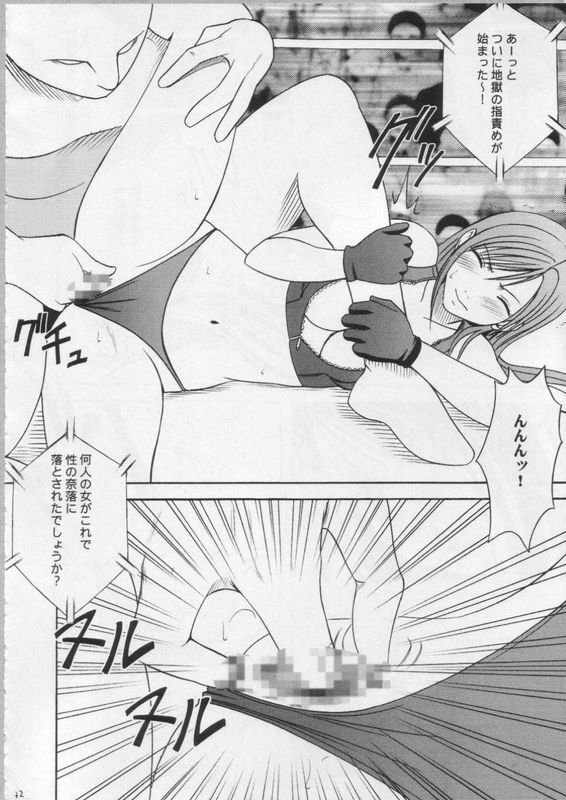 あーっと
ついに地獄の指責めが
始まった～！
グッ
グチュ
んんんッ！
何人の女がこれで
性の奈落に
落とされたでしょうか？
ヌル
ヌル
32